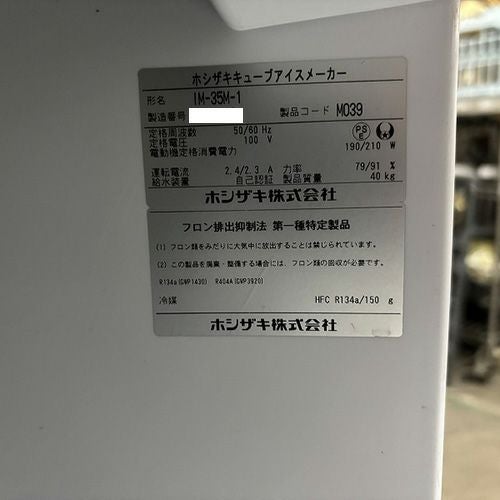 ホシザキキューブアイスメーカー
形名 IM-35M-1
製造番号 製品コード M039
定格周波数 50/60 Hz
定格電圧 100 V
PSE
電動機定格消費電力 190/210 W
運転電流 2.4/2.3 A 力率 79/91 %
給水装置 自己認証 製品質量 40 kg
ホシザキ株式会社
フロン排出抑制法 第一種特定製品
(1) フロン類をみだりに大気中に放出することは禁じられています。
(2) この製品を廃棄・整備する場合には、フロン類の回収が必要です。
R134a(GWP1430) R404A(GWP3920)
冷媒 HFC R134a/150 g
ホシザキ株式会社